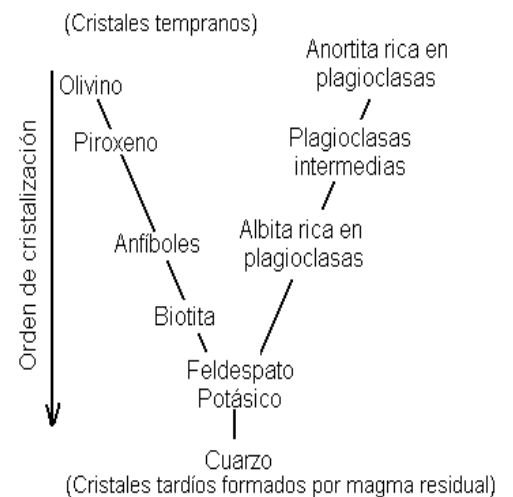 (Cristales tempranos)
Anortita rica en
plagioclasas
Olivino
Piroxeno
Plagioclasas
intermedias
Anfíboles
Albita rica en
plagioclasas
Biotita
Feldespato
Potásico
Cuarzo
(Cristales tardíos formados por magma residual)
Orden de cristalización